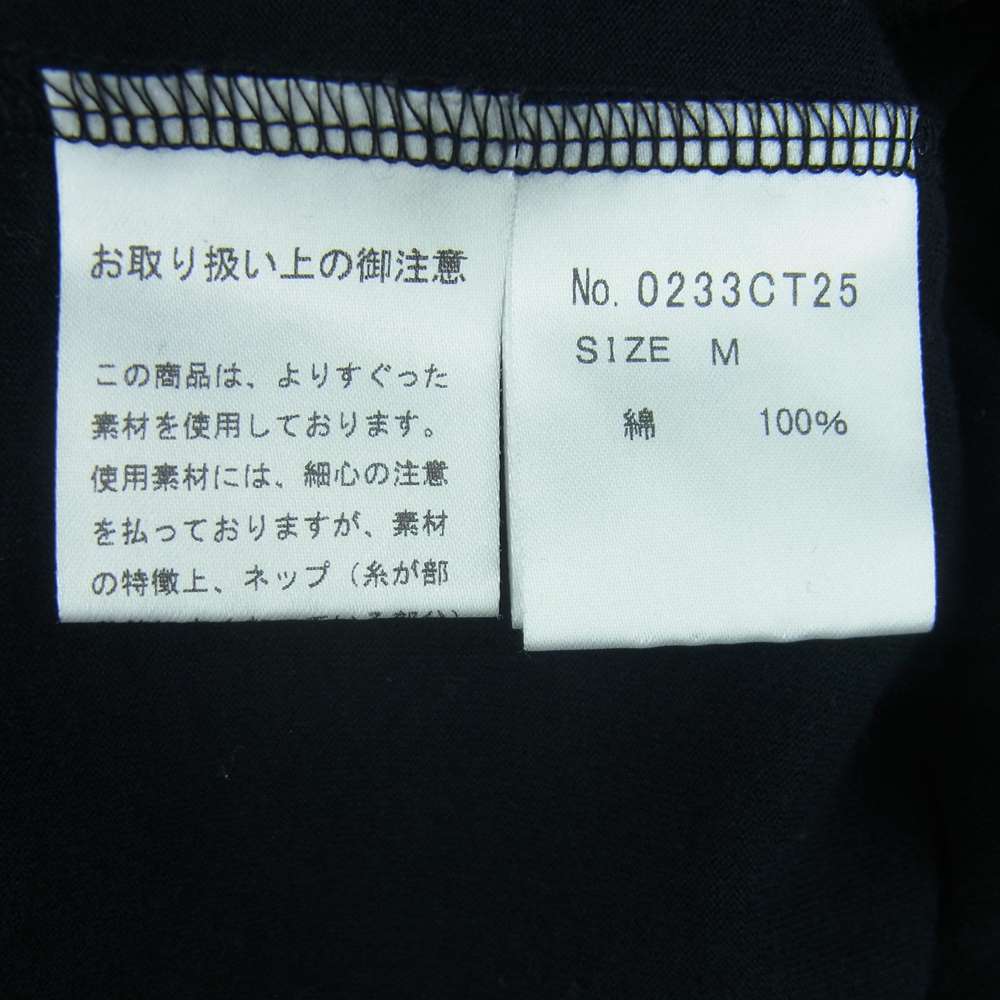 お取り扱い上の御注意
この商品は、よりすぐった
素材を使用しております。
使用素材には、細心の注意
を払っておりますが、素材
の特徴上、ネップ（糸が部
No. 0233CT25
SIZE M
綿 100%